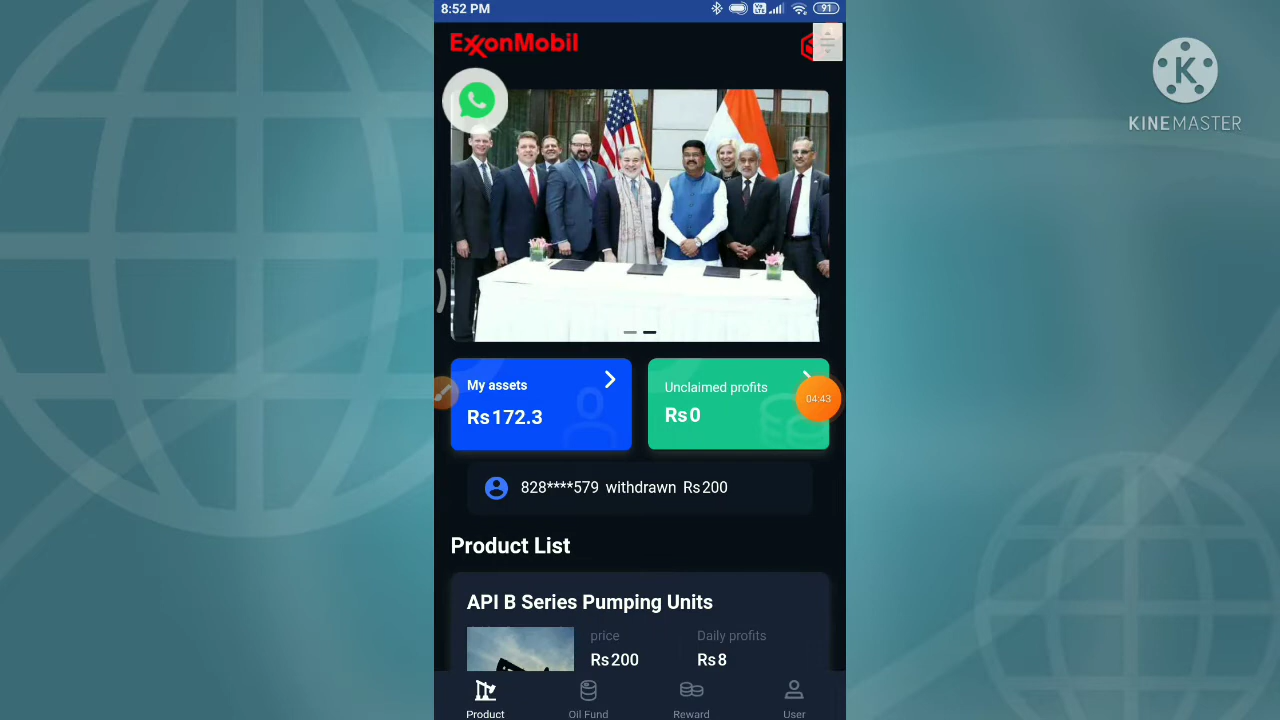 8:52 PM
91
ExxonMobil
KINEMASTER
My assets
Rs172.3
Unclaimed profits
Rs0
04:43
828****579 withdrawn Rs200
Product List
API B Series Pumping Units
price
Daily profits
Rs200
Rs8
Product
Oil Fund
Reward
User